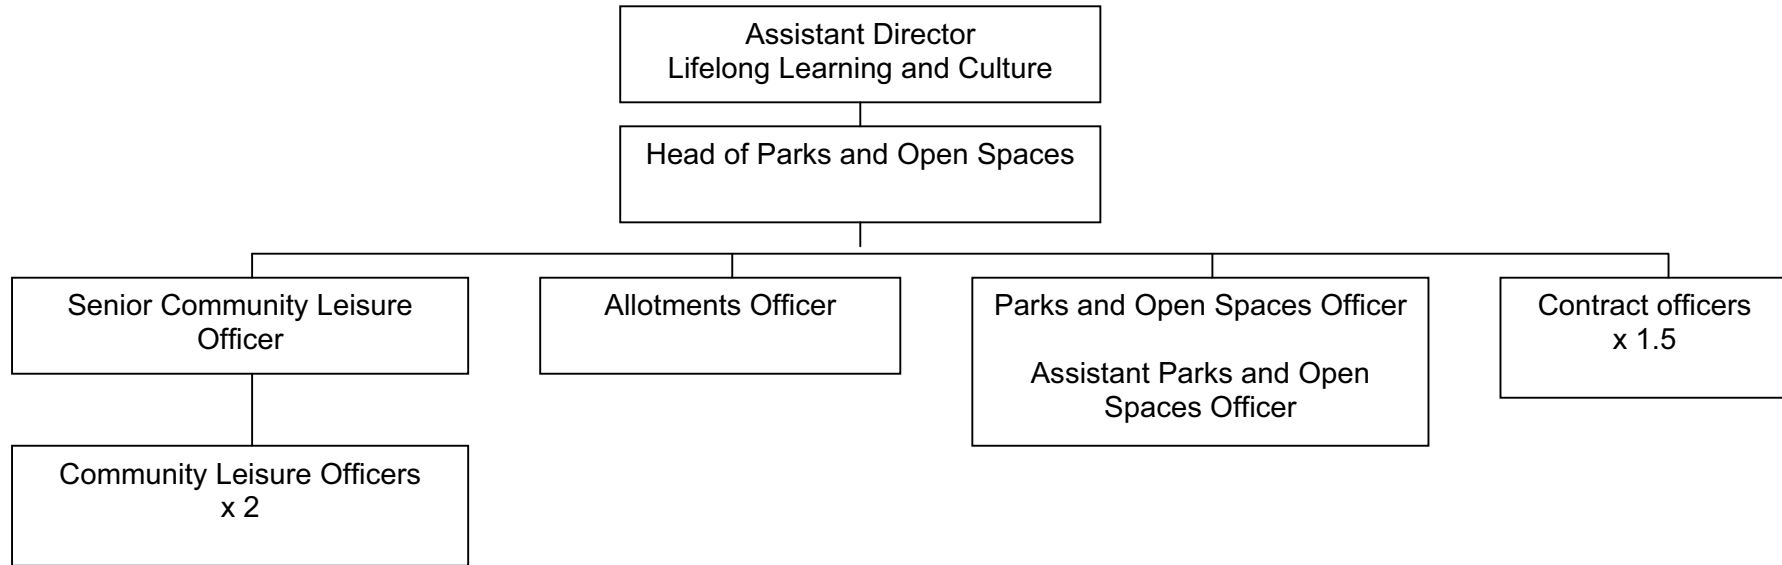 Assistant Director
Lifelong Learning and Culture
Head of Parks and Open Spaces
Senior Community Leisure
Officer
Allotments Officer
Parks and Open Spaces Officer
Assistant Parks and Open
Spaces Officer
Contract officers
x 1.5
Community Leisure Officers
x 2